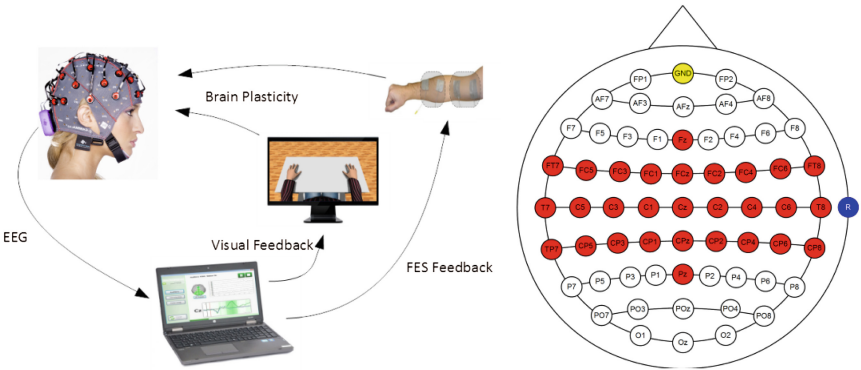 Brain Plasticity
EEG
Visual Feedback
FES Feedback
GND
FP1 FP2
AF7 AF3 AFz AF4 AF8
F7 F5 F3 F1 Fz F2 F4 F6 F8
FT7 FC5 FC3 FC1 FCz FC2 FC4 FC6 FT8
T7 C5 C3 C1 Cz C2 C4 C6 T8 R
TP7 CP5 CP3 CP1 CPz CP2 CP4 CP6 CP8
P7 P5 P3 P1 Pz P2 P4 P6 P8
PO7 PO3 POz PO4 PO8
O1 Oz O2